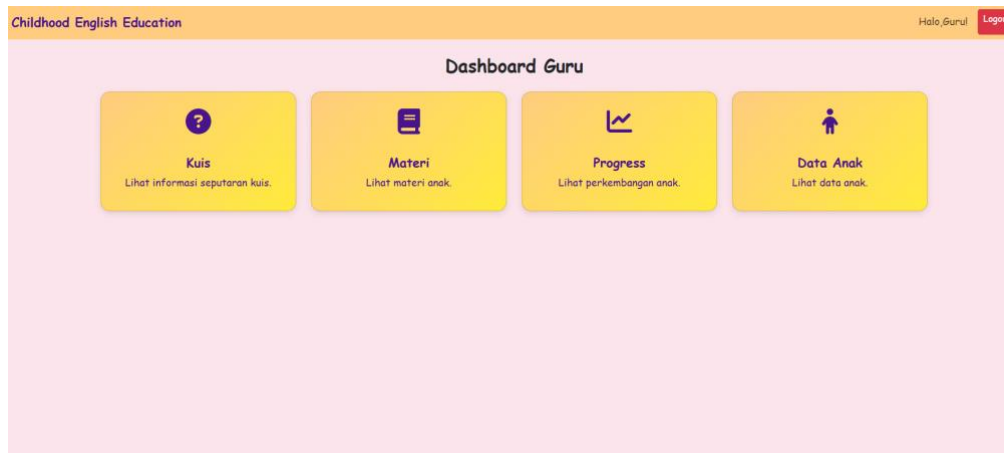 Childhood English Education
Halo,Guru!
Dashboard Guru
Kuis
Lihat informasi seputaran kuis.
Materi
Lihat materi anak.
Progress
Lihat perkembangan anak.
Data Anak
Lihat data anak.